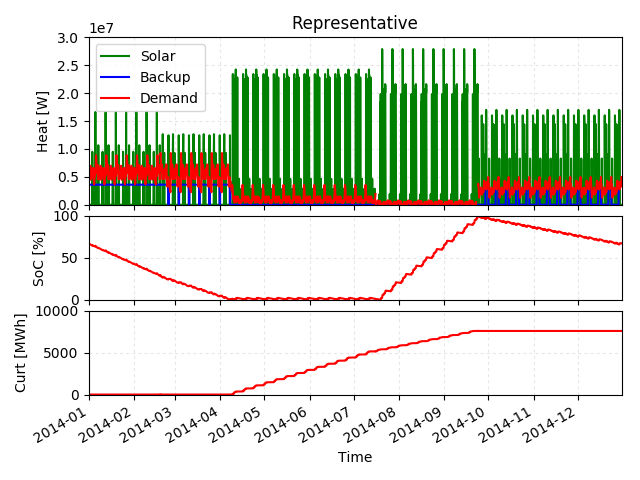 Representative
1e7
3.0
2.5
2.0
1.5
1.0
0.5
0.0
Heat [W]
Solar
Backup
Demand
100
50
0
SoC [%]
10000
5000
0
Curt [MWh]
2014-01
2014-02
2014-03
2014-04
2014-05
2014-06
2014-07
2014-08
2014-09
2014-10
2014-11
2014-12
Time